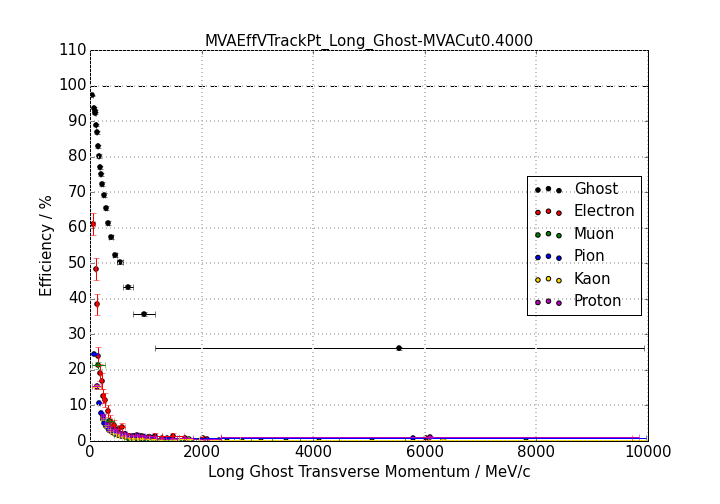 MVAEffVTrackPt_Long_Ghost-MVACut0.4000
110
100
90
80
70
60
50
40
30
20
10
0
Efficiency / %
Ghost
Electron
Muon
Pion
Kaon
Proton
0 2000 4000 6000 8000 10000
Long Ghost Transverse Momentum / MeV/c